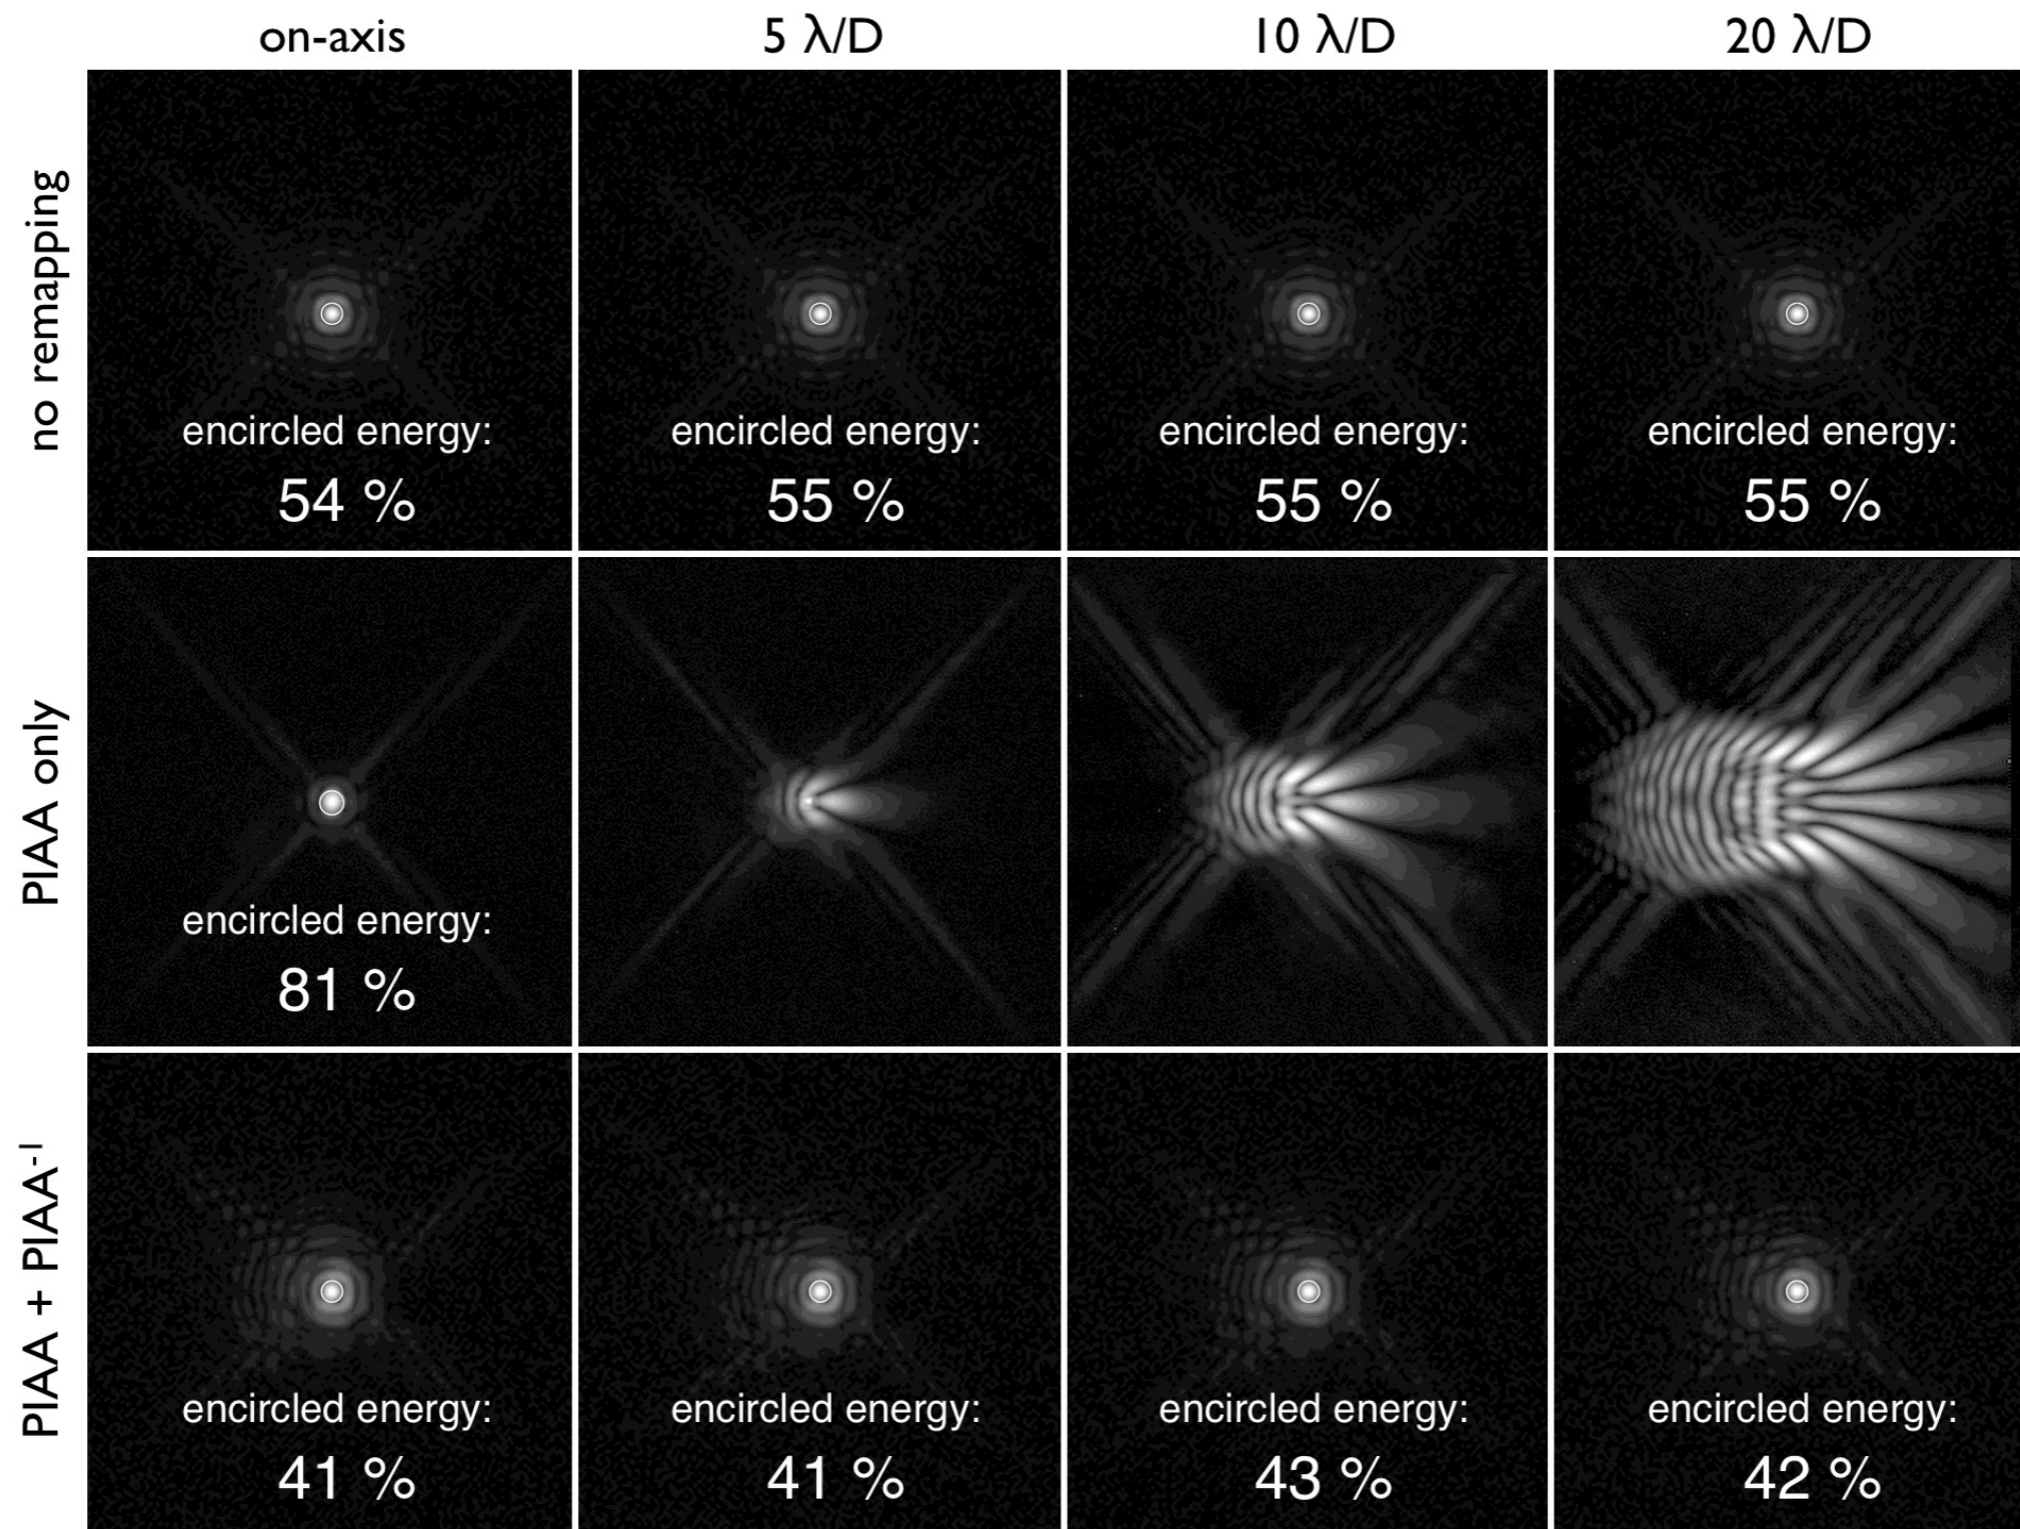 on-axis
5 λ/D
10 λ/D
20 λ/D
no remapping
encircled energy:
54 %
encircled energy:
55 %
encircled energy:
55 %
encircled energy:
55 %
PIAA only
encircled energy:
81 %
PIAA + PIAA⁻¹
encircled energy:
41 %
encircled energy:
41 %
encircled energy:
43 %
encircled energy:
42 %